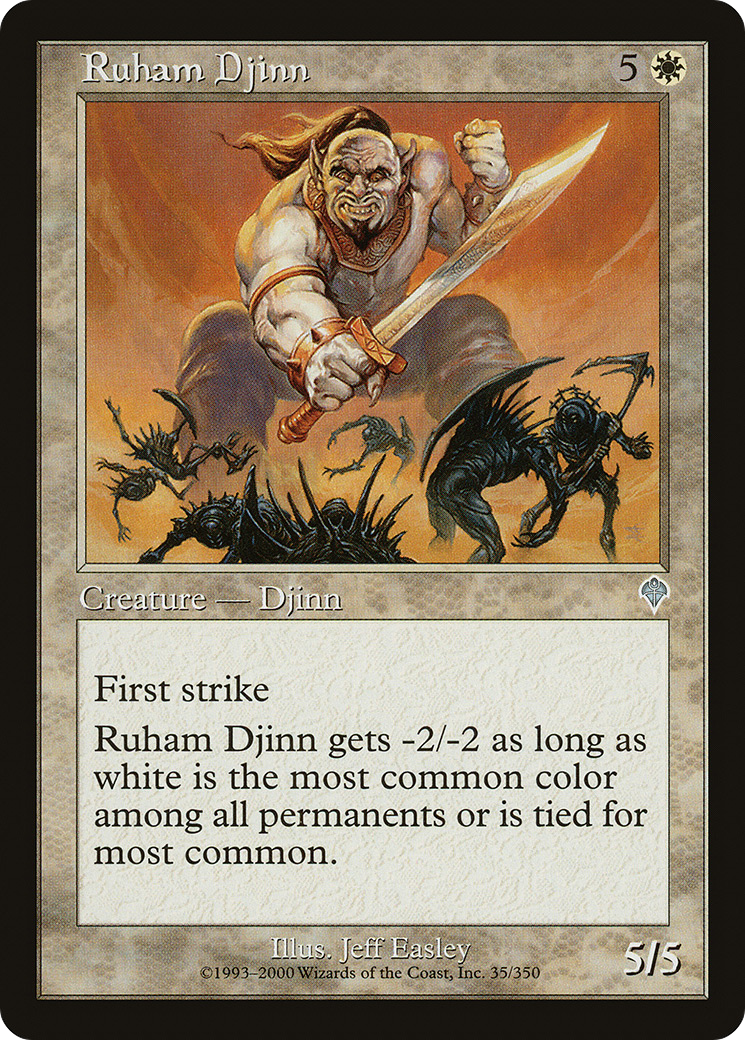 Ruham Djinn 5
Creature — Djinn
First strike
Ruham Djinn gets -2/-2 as long as
white is the most common color
among all permanents or is tied for
most common.
Illus. Jeff Easley
©1993–2000 Wizards of the Coast, Inc. 35/350
5/5